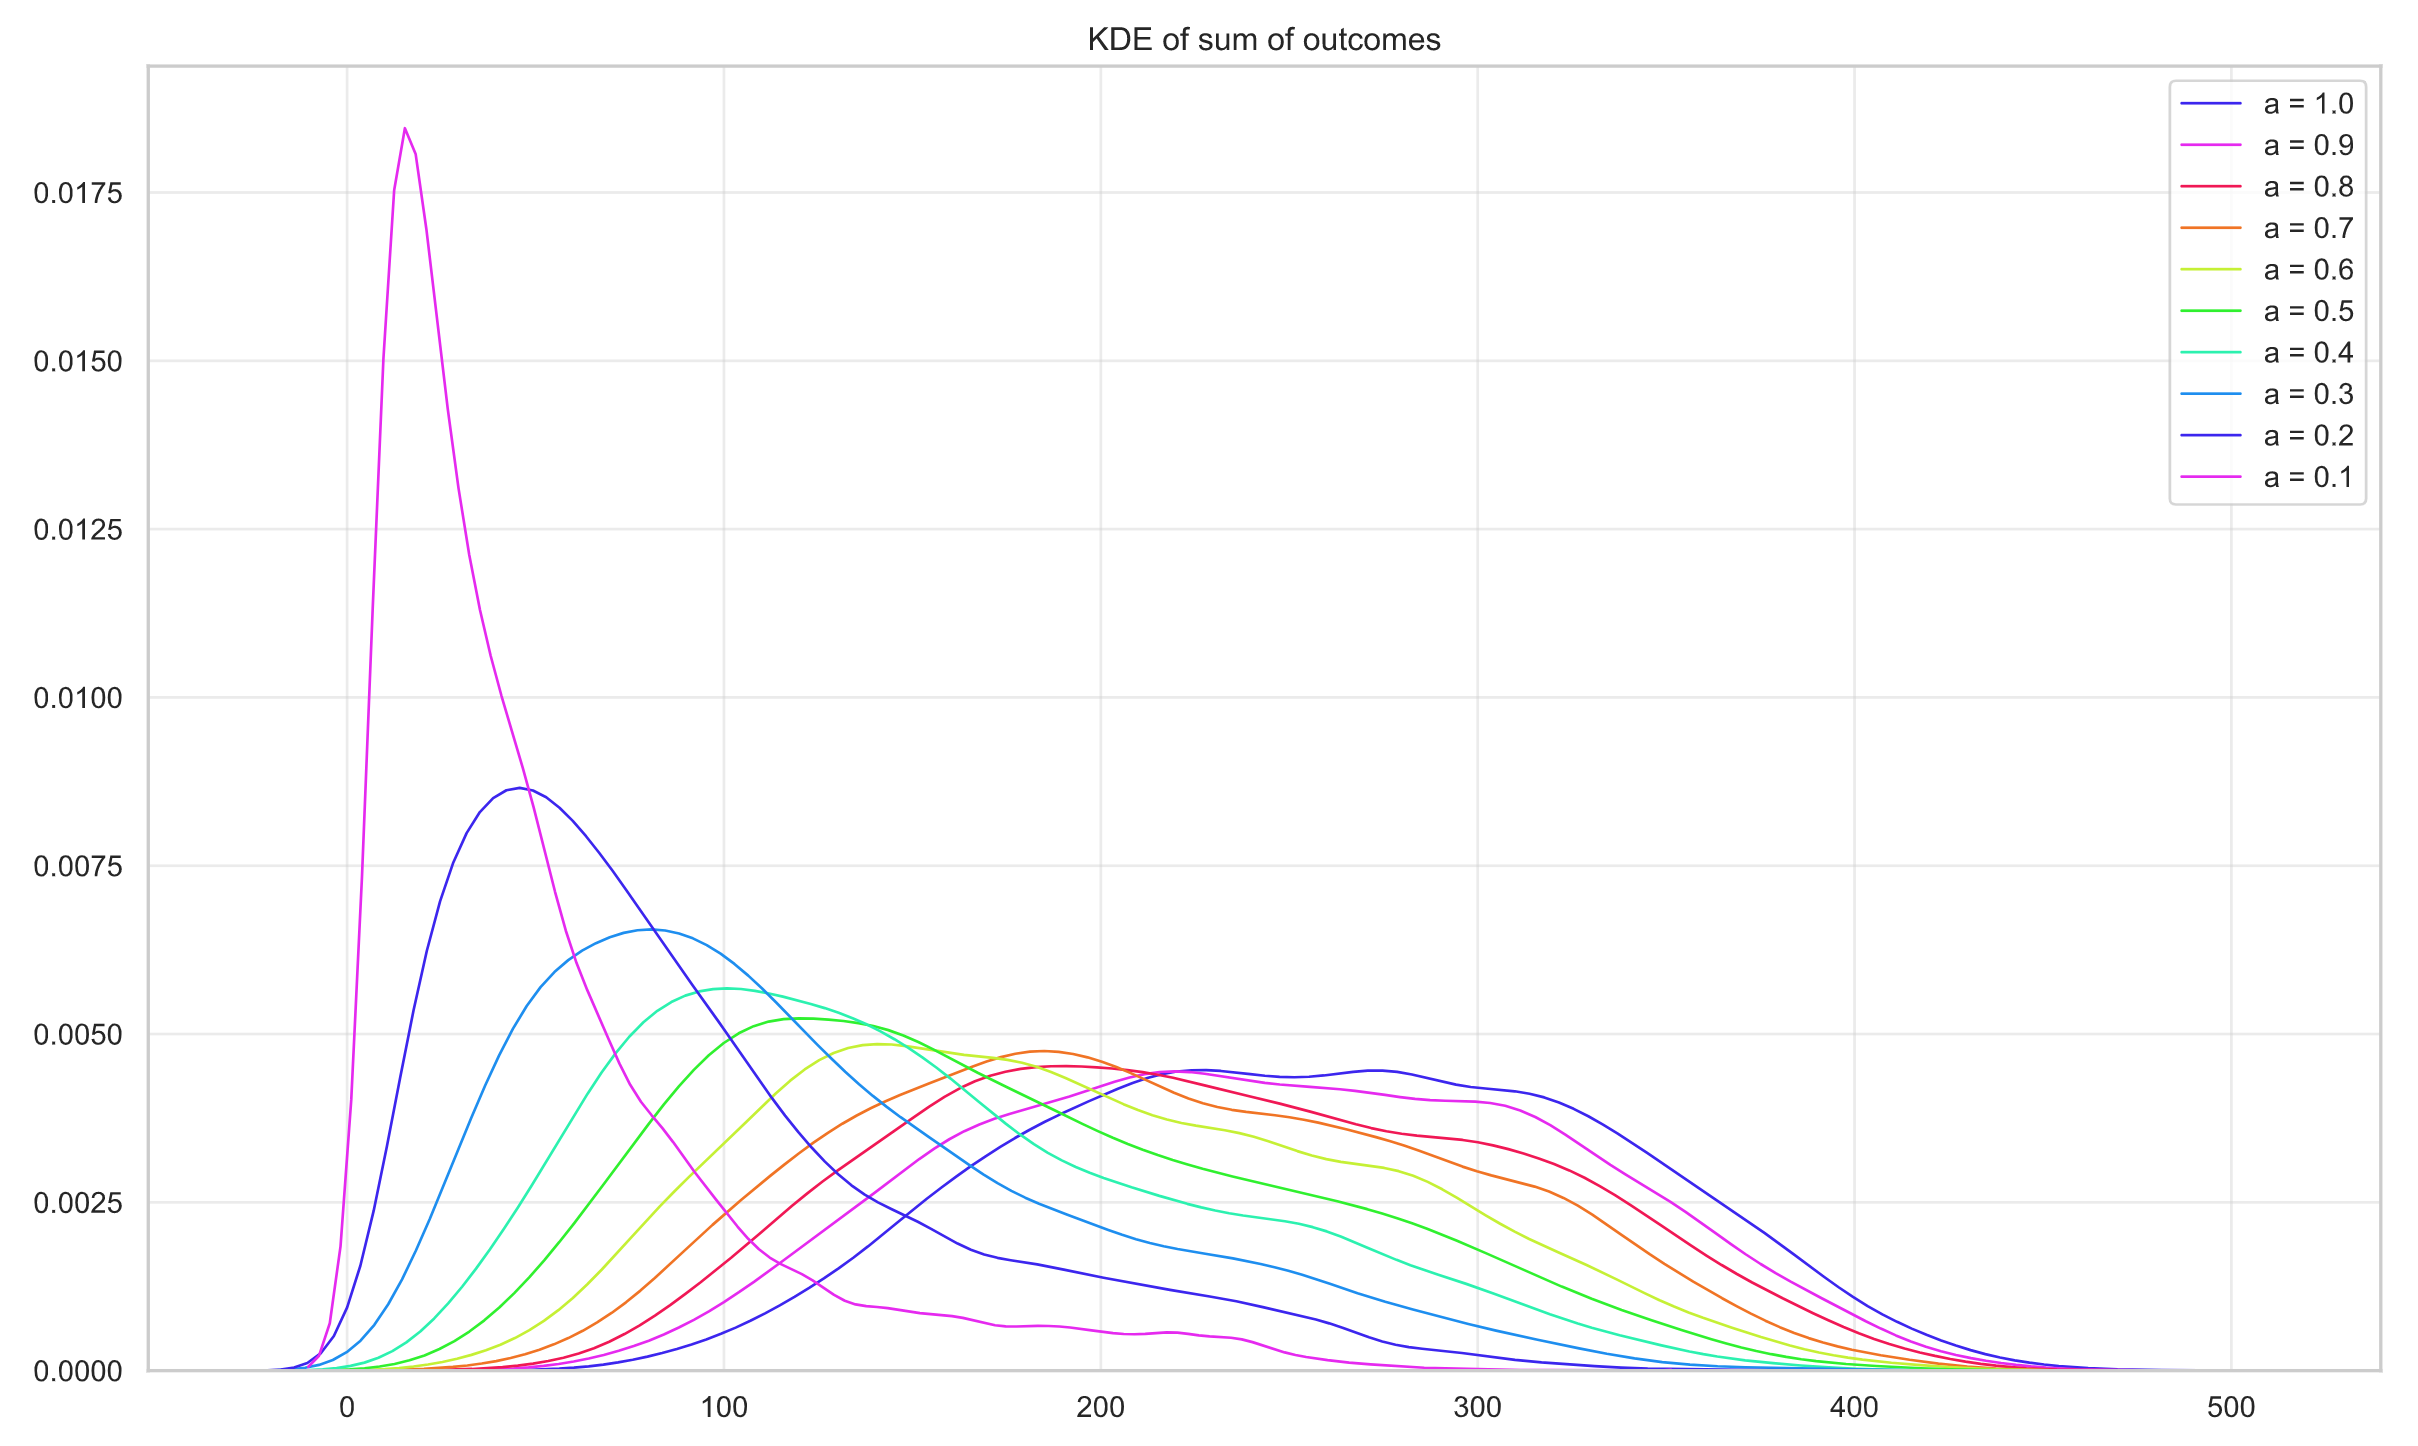 KDE of sum of outcomes
a = 1.0
a = 0.9
a = 0.8
a = 0.7
a = 0.6
a = 0.5
a = 0.4
a = 0.3
a = 0.2
a = 0.1
0.0175
0.0150
0.0125
0.0100
0.0075
0.0050
0.0025
0.0000
0 100 200 300 400 500